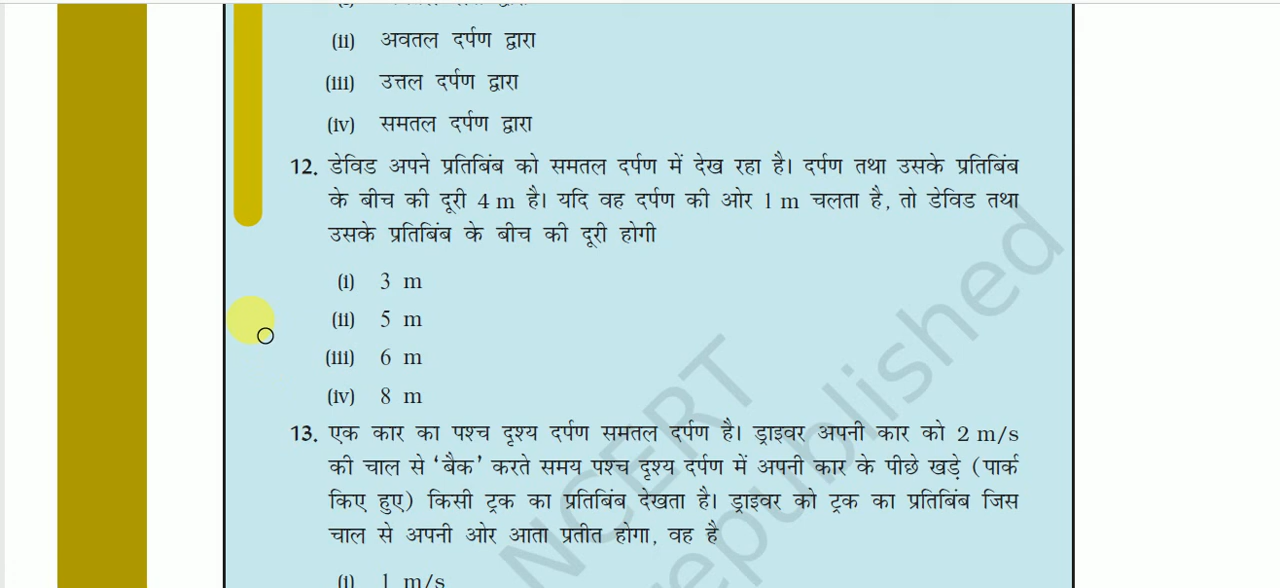 (ii) अवतल दर्पण द्वारा
(iii) उत्तल दर्पण द्वारा
(iv) समतल दर्पण द्वारा
12. डेविड अपने प्रतिबिंब को समतल दर्पण में देख रहा है। दर्पण तथा उसके प्रतिबिंब
के बीच की दूरी 4 m है। यदि वह दर्पण की ओर 1 m चलता है, तो डेविड तथा
उसके प्रतिबिंब के बीच की दूरी होगी
(i) 3 m
(ii) 5 m
(iii) 6 m
(iv) 8 m
13. एक कार का पश्च दृश्य दर्पण समतल दर्पण है। ड्राइवर अपनी कार को 2 m/s
की चाल से ‘बैक’ करते समय पश्च दृश्य दर्पण में अपनी कार के पीछे खड़े (पार्क
किए हुए) किसी ट्रक का प्रतिबिंब देखता है। ड्राइवर को ट्रक का प्रतिबिंब जिस
चाल से अपनी ओर आता प्रतीत होगा, वह है
(i) 1 m/s
NCERT
republished